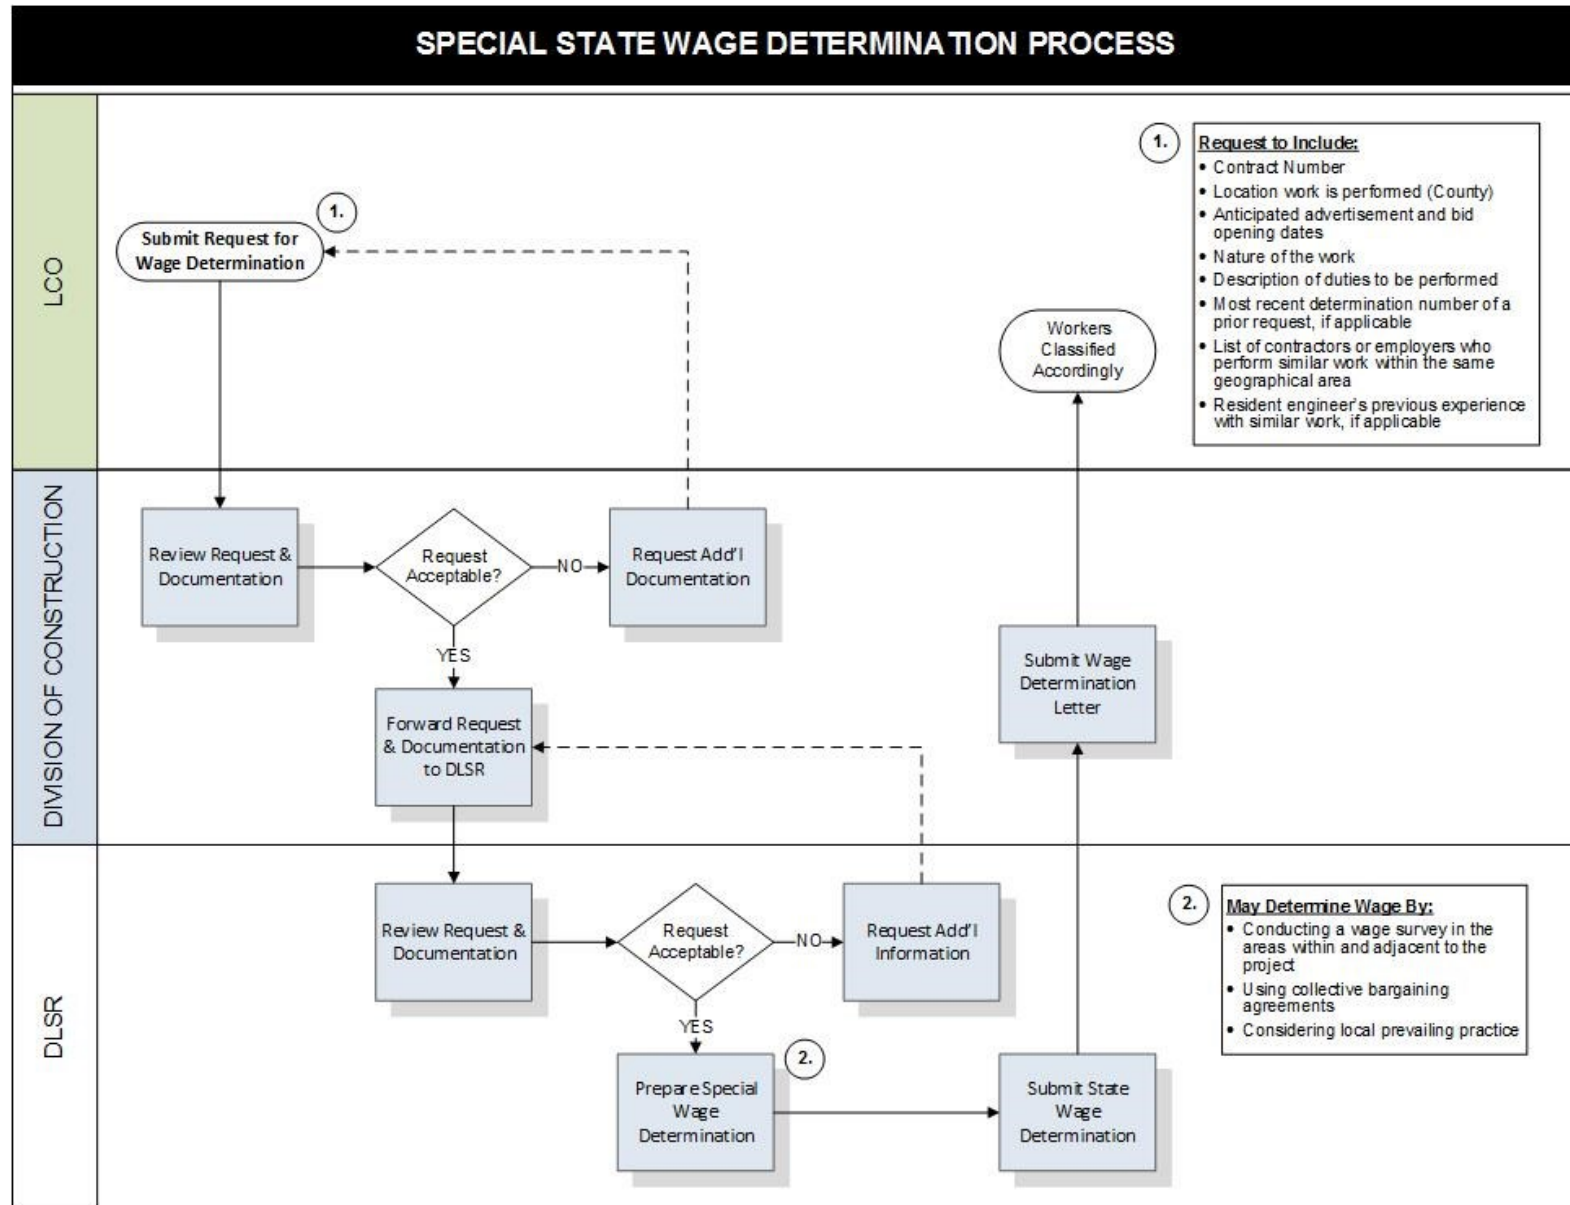 SPECIAL STATE WAGE DETERMINATION PROCESS
LCO
1.
Submit Request for
Wage Determination
Workers
Classified
Accordingly
1.
Request to Include:
• Contract Number
• Location work is performed (County)
• Anticipated advertisement and bid
opening dates
• Nature of the work
• Description of duties to be performed
• Most recent determination number of a
prior request, if applicable
• List of contractors or employers who
perform similar work within the same
geographical area
• Resident engineer's previous experience
with similar work, if applicable
DIVISION OF CONSTRUCTION
Review Request &
Documentation
Request
Acceptable?
NO
Request Add'l
Documentation
YES
Forward Request
& Documentation
to DLSR
Submit Wage
Determination
Letter
DLSR
Review Request &
Documentation
Request
Acceptable?
NO
Request Add'l
Information
YES
2.
Prepare Special
Wage
Determination
Submit State
Wage
Determination
2.
May Determine Wage By:
• Conducting a wage survey in the
areas within and adjacent to the
project
• Using collective bargaining
agreements
• Considering local prevailing practice